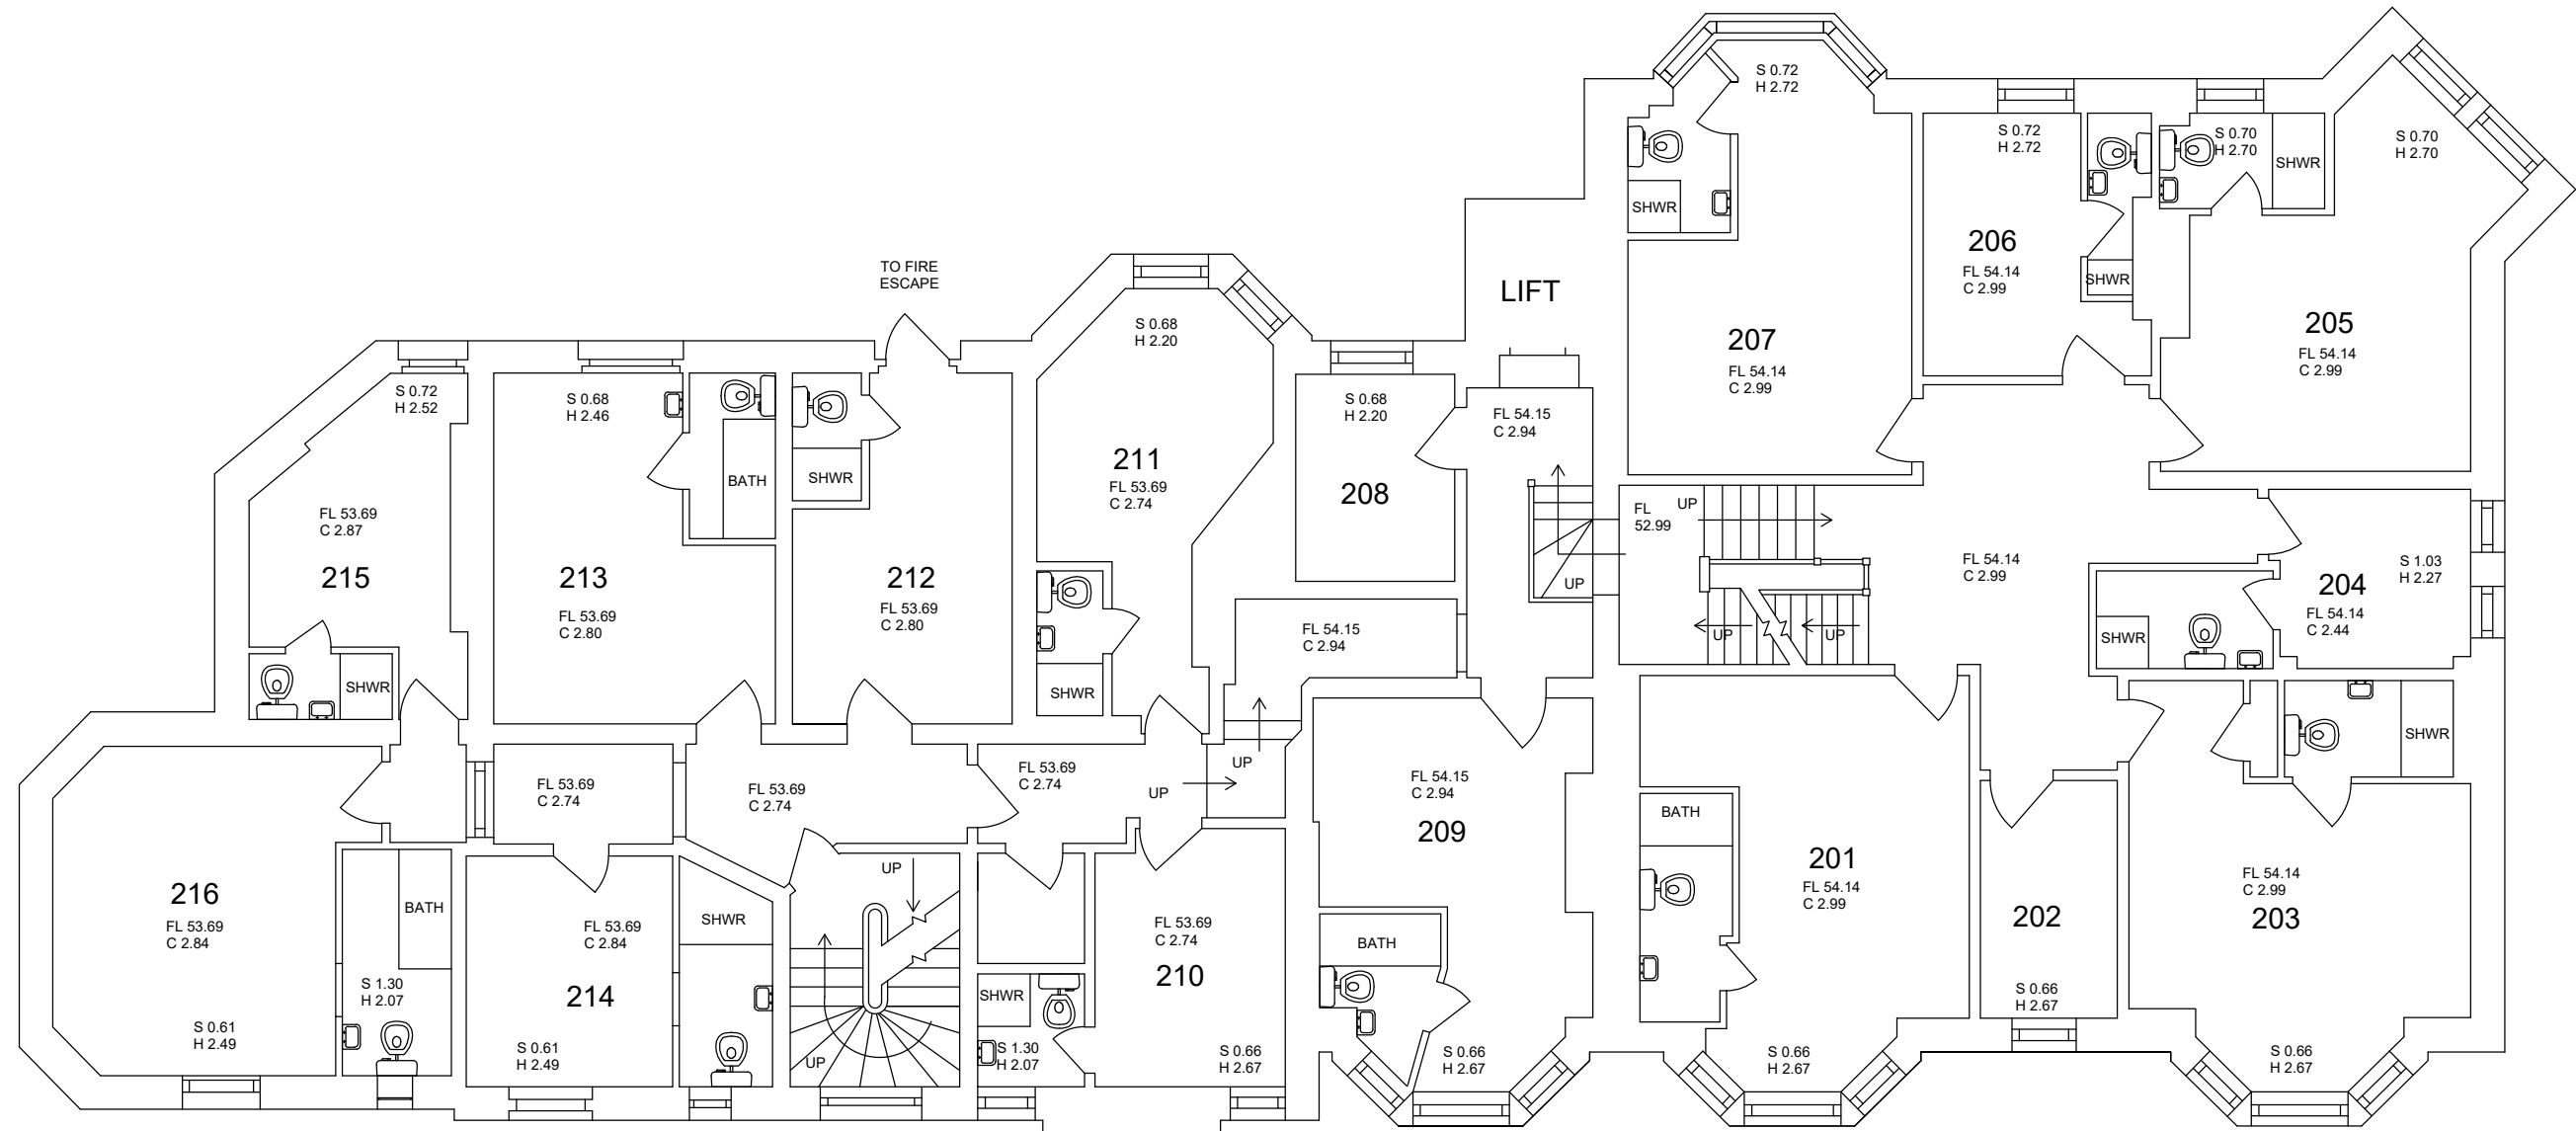 S 0.72
H 2.72
S 0.72
H 2.72
S 0.70
H 2.70
S 0.70
H 2.70
SHWR
SHWR
206
FL 54.14
C 2.99
SHWR
TO FIRE
ESCAPE
LIFT
207
FL 54.14
C 2.99
205
FL 54.14
C 2.99
S 0.68
H 2.20
S 0.72
H 2.52
S 0.68
H 2.46
S 0.68
H 2.20
FL 54.15
C 2.94
BATH
SHWR
211
FL 53.69
C 2.74
208
FL 53.69
C 2.87
215
213
FL 53.69
C 2.80
212
FL 53.69
C 2.80
FL
52.99
UP
UP
FL 54.14
C 2.99
S 1.03
H 2.27
204
FL 54.14
C 2.44
SHWR
UP
UP
FL 54.15
C 2.94
SHWR
SHWR
SHWR
FL 53.69
C 2.74
FL 53.69
C 2.74
FL 53.69
C 2.74
UP
UP
FL 54.15
C 2.94
209
BATH
201
FL 54.14
C 2.99
216
FL 53.69
C 2.84
BATH
FL 53.69
C 2.84
214
SHWR
UP
UP
FL 53.69
C 2.74
210
BATH
202
FL 54.14
C 2.99
203
S 1.30
H 2.07
SHWR
S 0.61
H 2.49
S 0.61
H 2.49
S 1.30
H 2.07
S 0.66
H 2.67
S 0.66
H 2.67
S 0.66
H 2.67
S 0.66
H 2.67
S 0.66
H 2.67